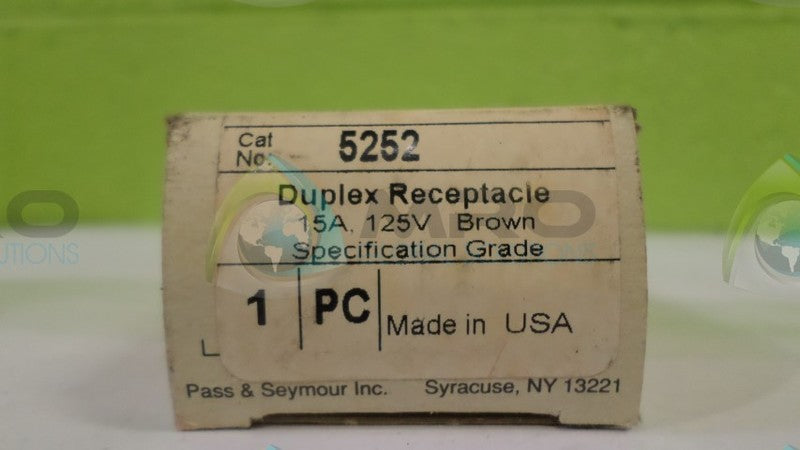 Cat
No: 5252
Duplex Receptacle
15A, 125V Brown
Specification Grade
1 PC Made in USA
Pass & Seymour Inc. Syracuse, NY 13221